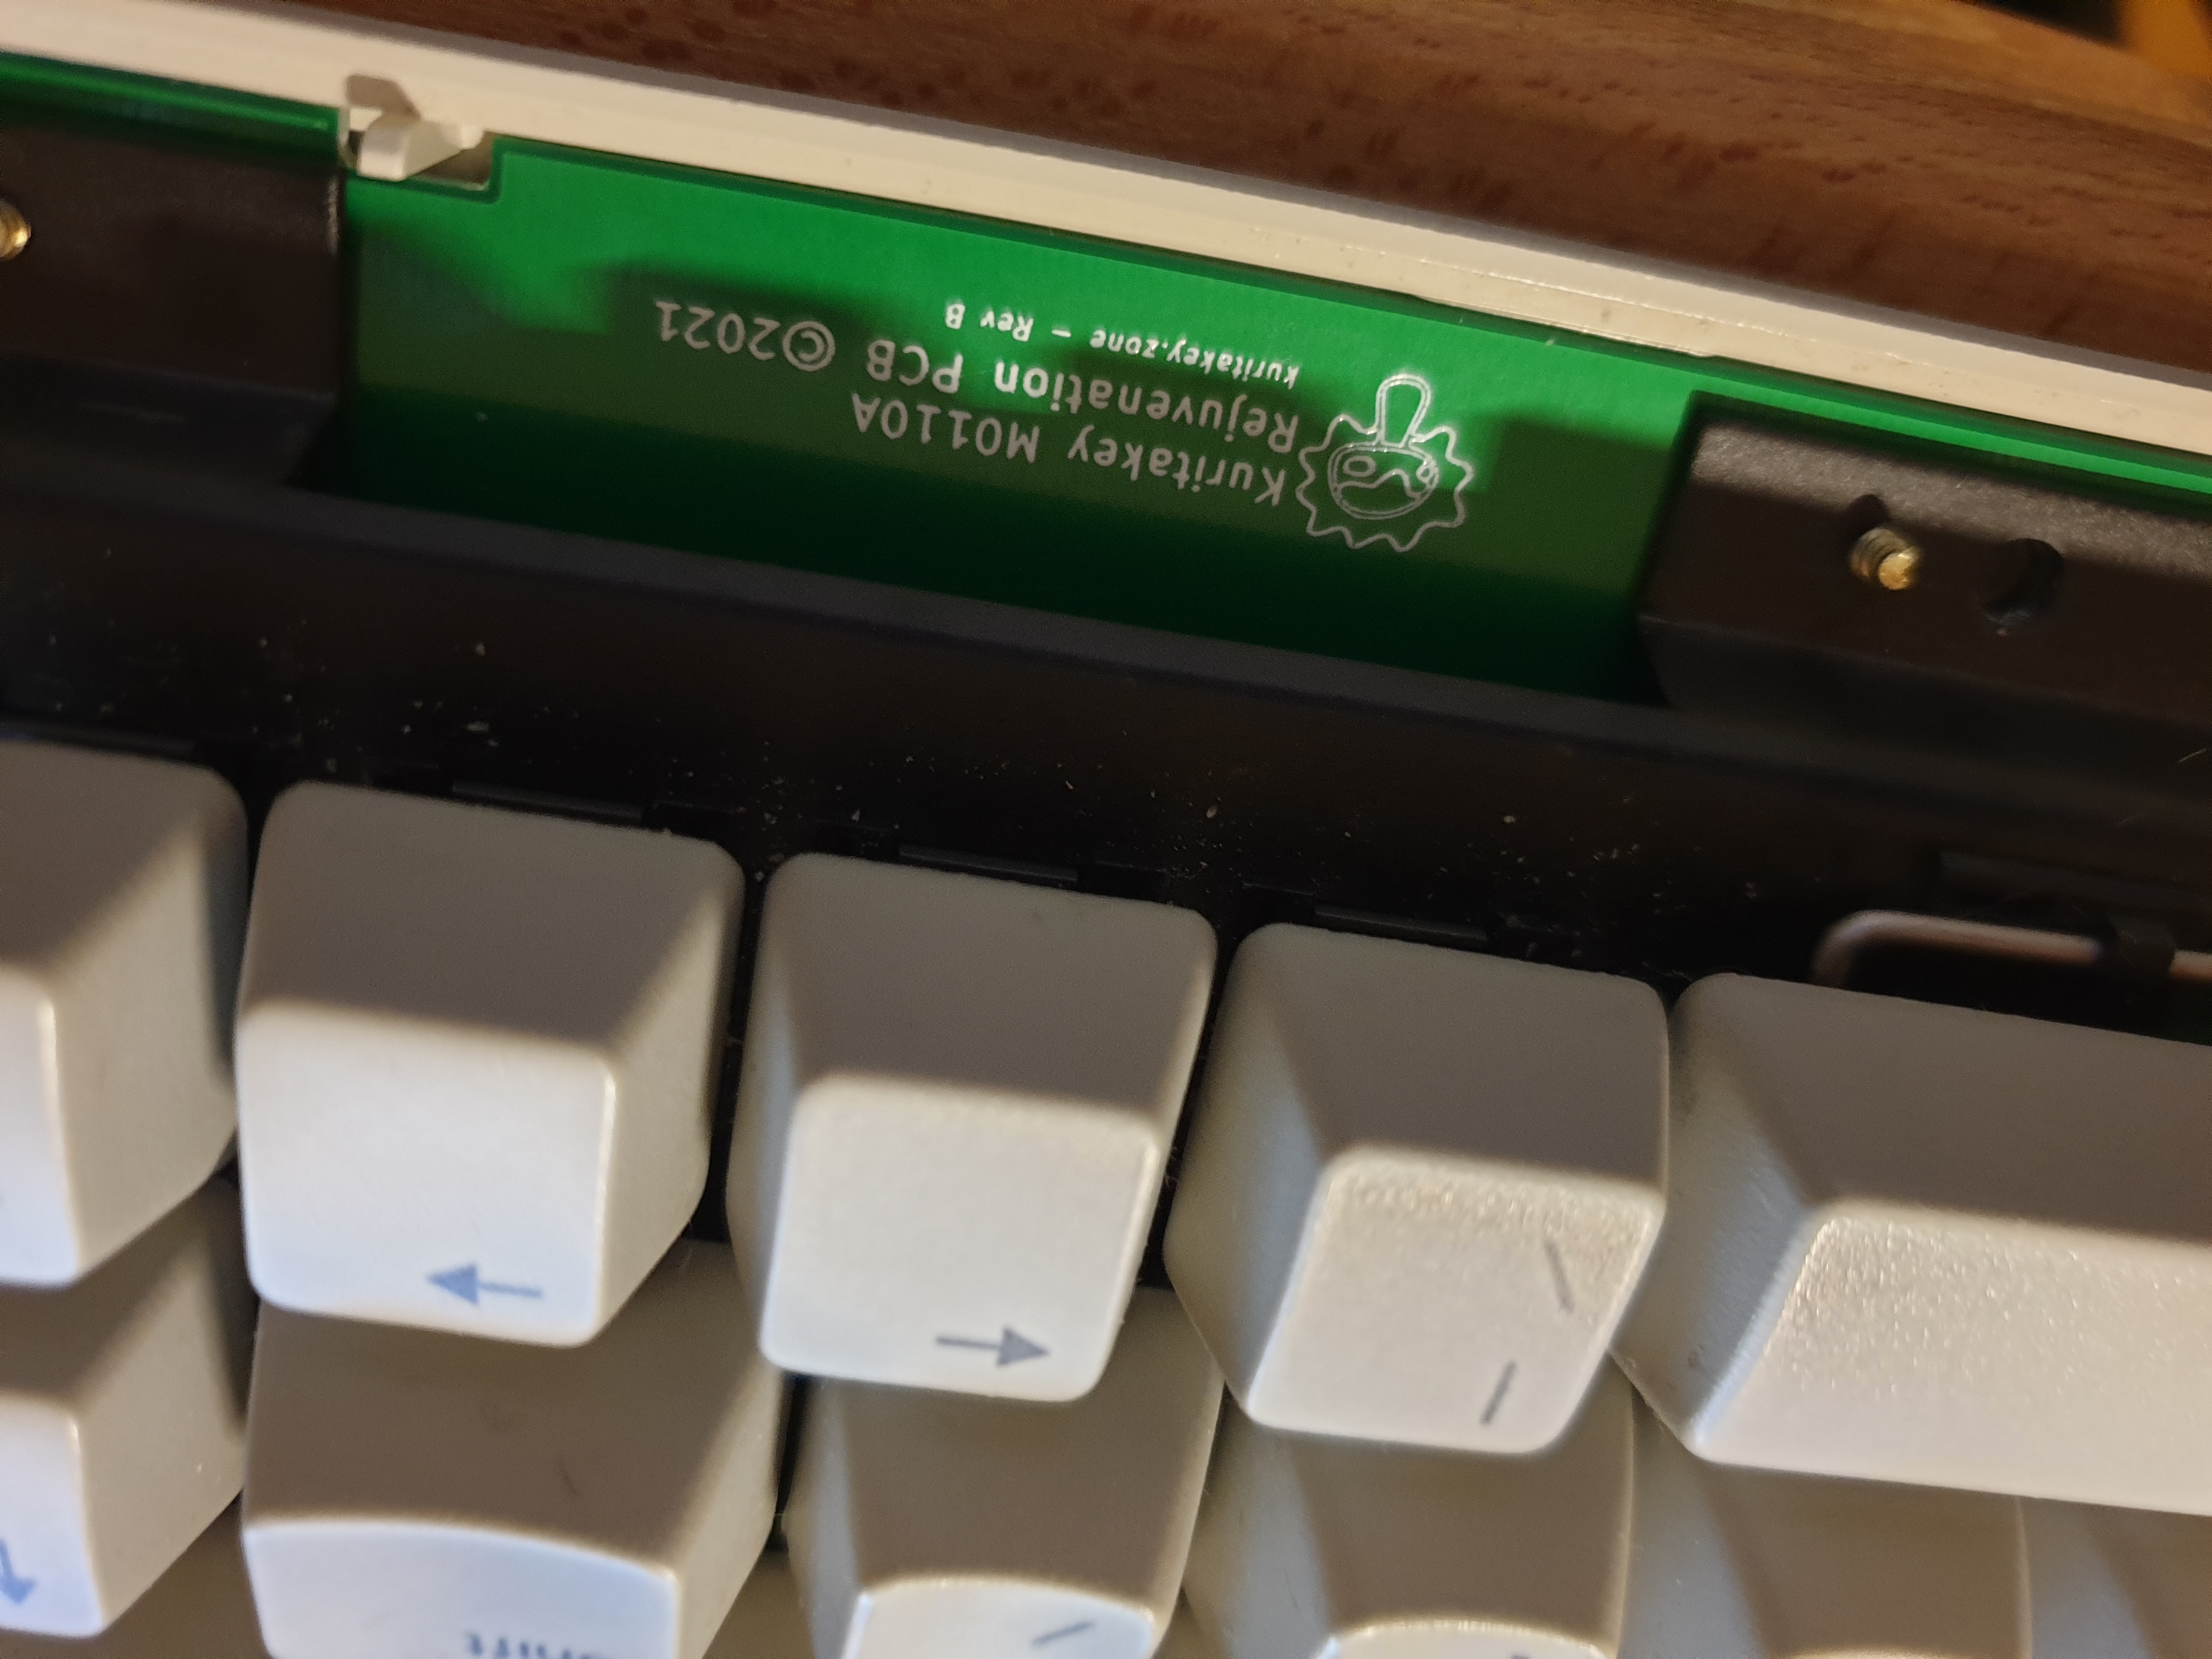 Kuritakey M0110A
Rejuvenation PCB ©2021
kuritakey.zone - Rev B
|
\
←
→